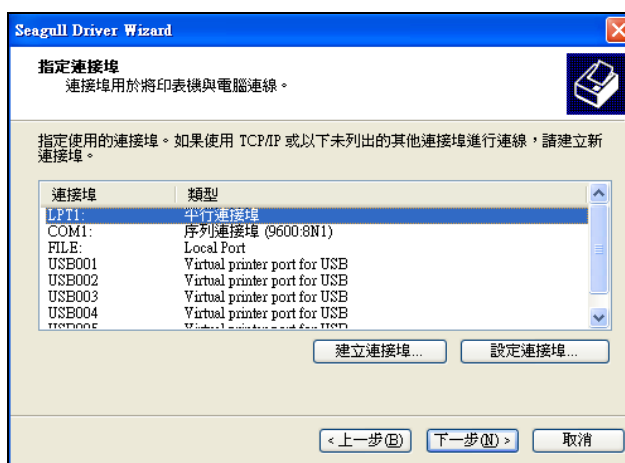 Seagull Driver Wizard
指定連接埠
連接埠用於將印表機與電腦連線。
指定使用的連接埠。如果使用 TCP/IP 或以下未列出的其他連接埠進行連線，請建立新
連接埠。
連接埠 類型
LPT1: 平行連接埠
COM1: 序列連接埠 (9600:8N1)
FILE: Local Port
USB001 Virtual printer port for USB
USB002 Virtual printer port for USB
USB003 Virtual printer port for USB
USB004 Virtual printer port for USB
USB005 Virtual printer port for USB
建立連接埠... 設定連接埠...
<上一步(B) 下一步(N)> 取消